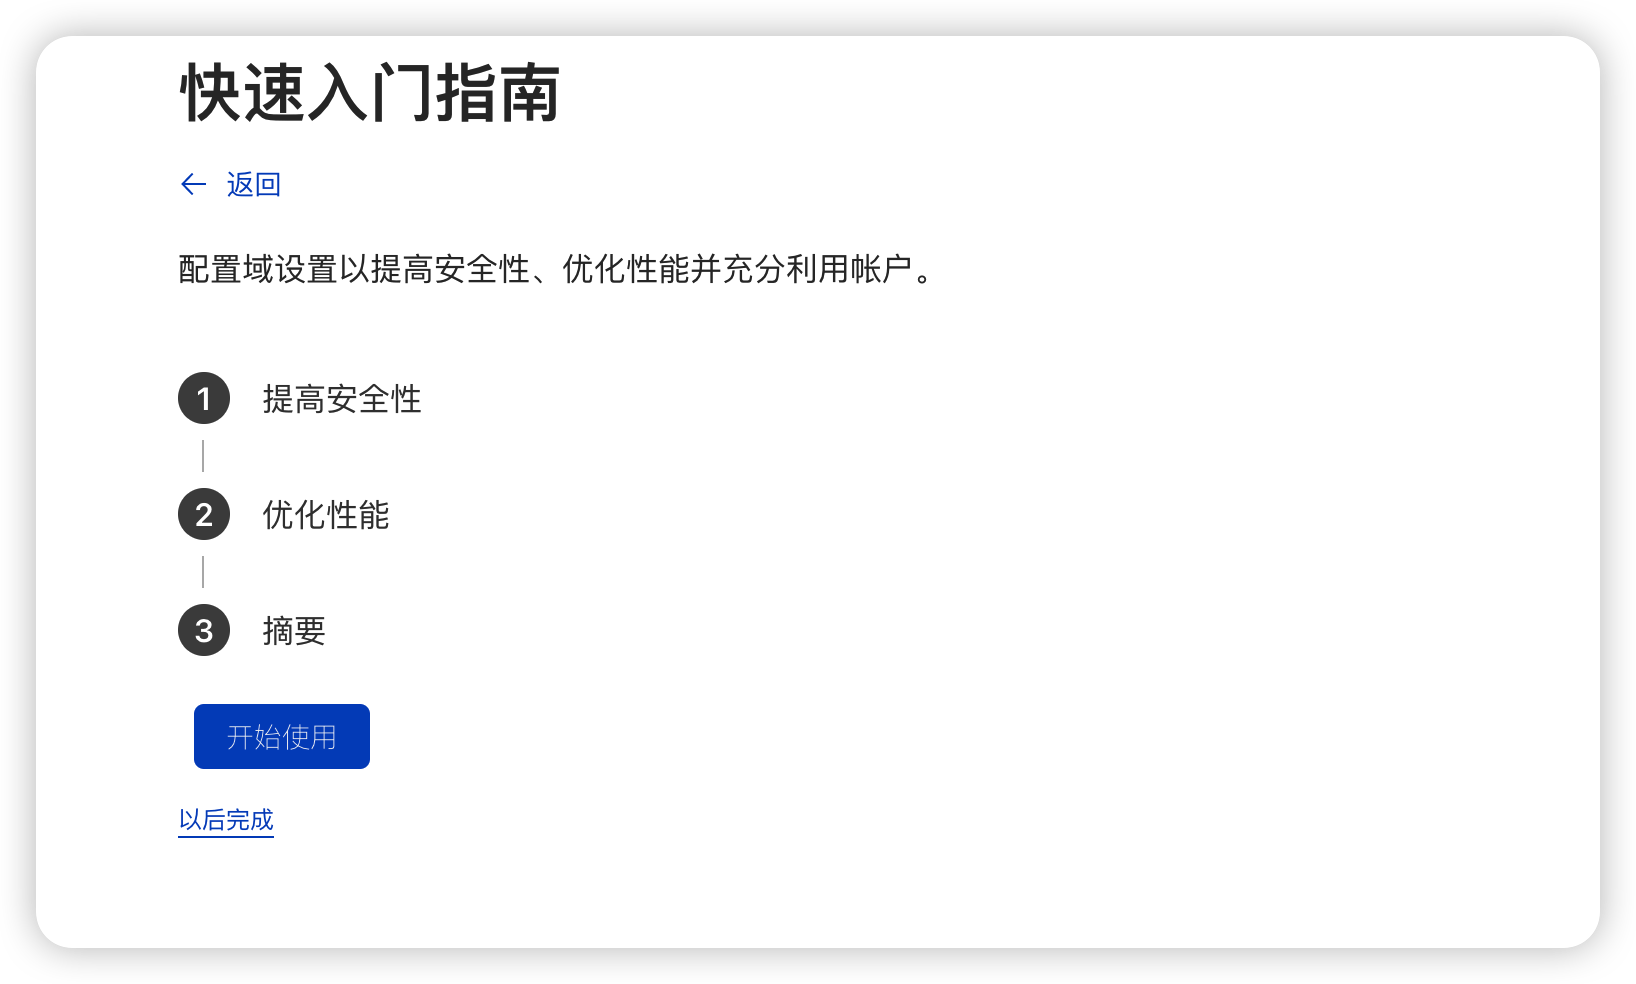 快速入门指南
← 返回
配置域设置以提高安全性、优化性能并充分利用帐户。
1 提高安全性
2 优化性能
3 摘要
开始使用
以后完成